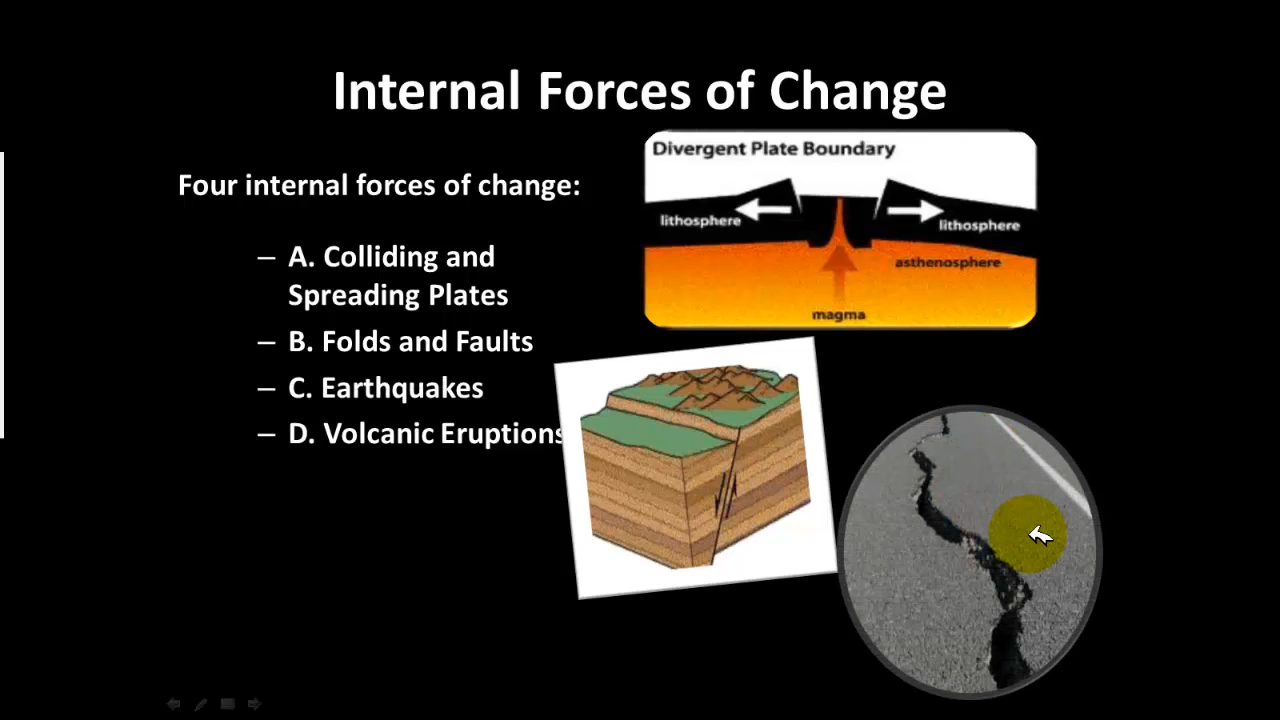 Internal Forces of Change
Four internal forces of change:
– A. Colliding and
Spreading Plates
– B. Folds and Faults
– C. Earthquakes
– D. Volcanic Eruptions
Divergent Plate Boundary
lithosphere
lithosphere
asthenosphere
magma